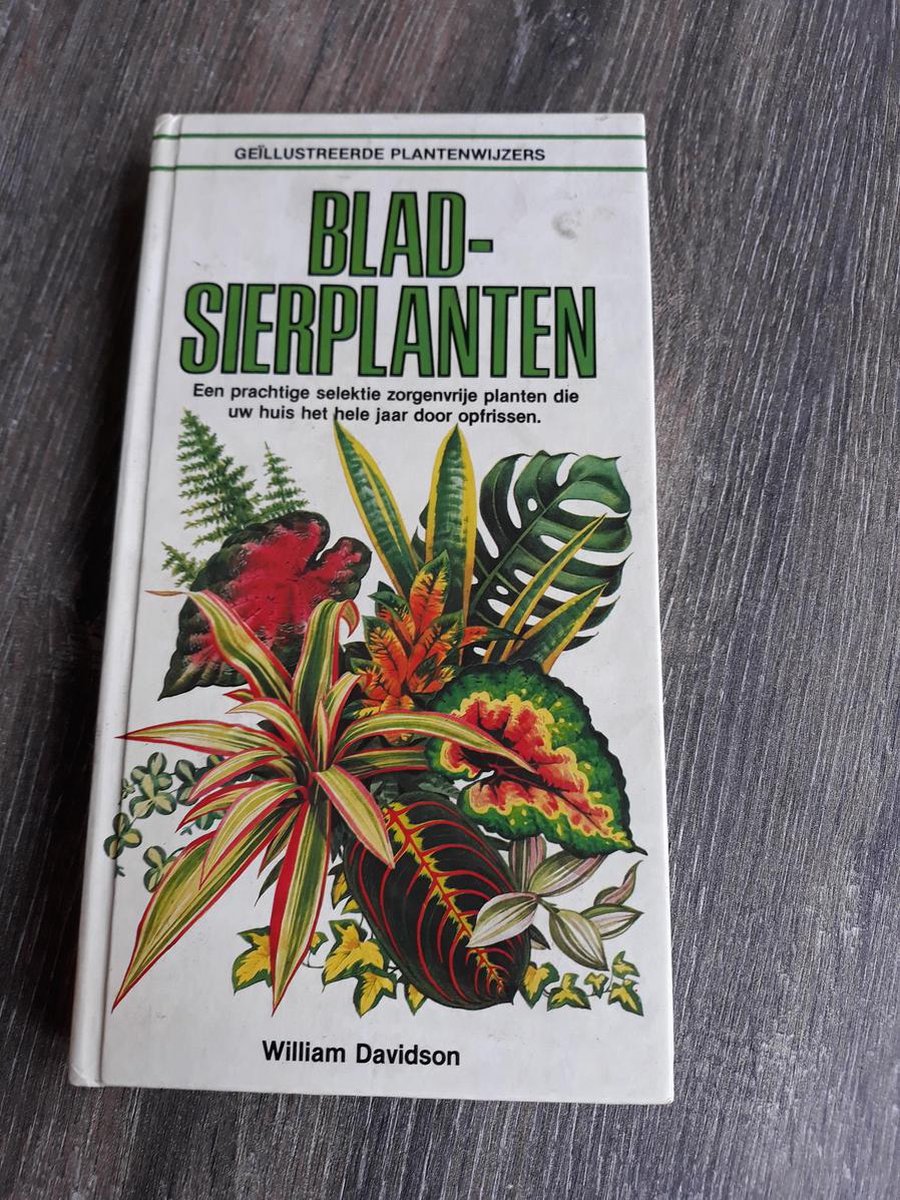 GEÏLLUSTREERDE PLANTENWIJZERS
BLAD-
SIERPLANTEN
Een prachtige selektie zorgenvrije planten die
uw huis het hele jaar door opfrissen.
William Davidson